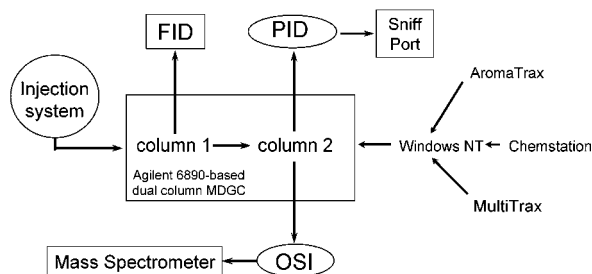 FID
PID
Sniff
Port
Injection
system
AromaTrax
column 1
column 2
Windows NT
Chemstation
Agilent 6890-based
dual column MDGC
MultiTrax
Mass Spectrometer
OSI